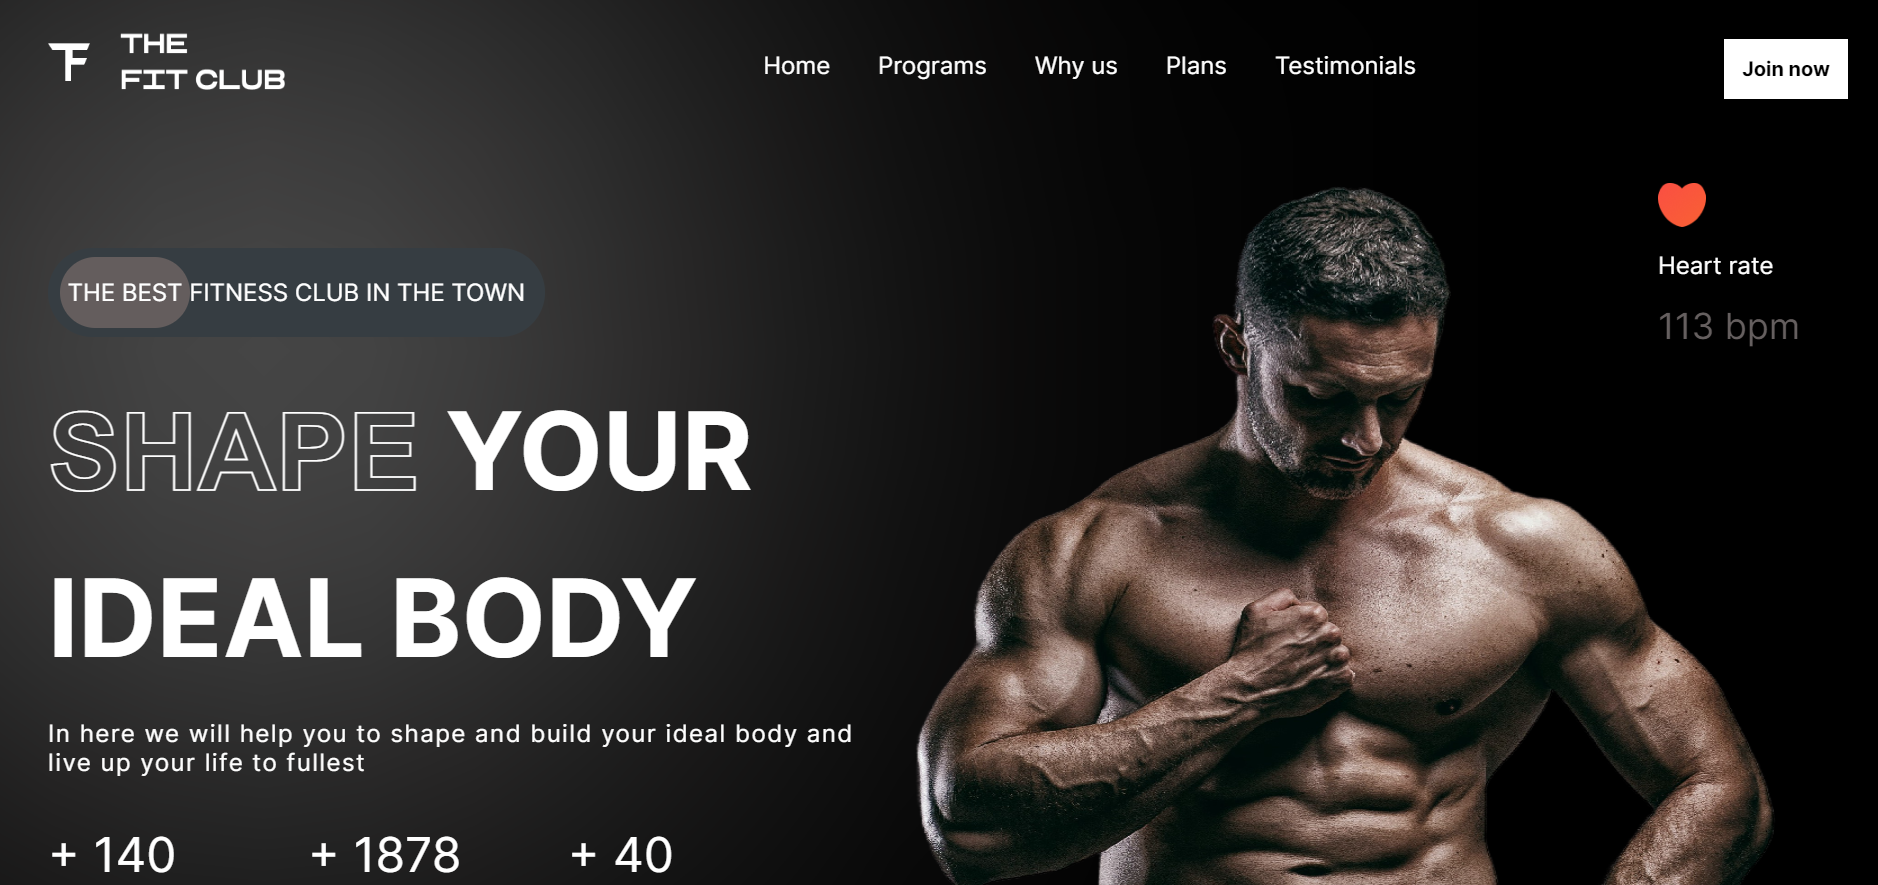 THE
FIT CLUB
Home Programs Why us Plans Testimonials
Join now
Heart rate
113 bpm
THE BEST FITNESS CLUB IN THE TOWN
SHAPE YOUR
IDEAL BODY
In here we will help you to shape and build your ideal body and
live up your life to fullest
+ 140 + 1878 + 40